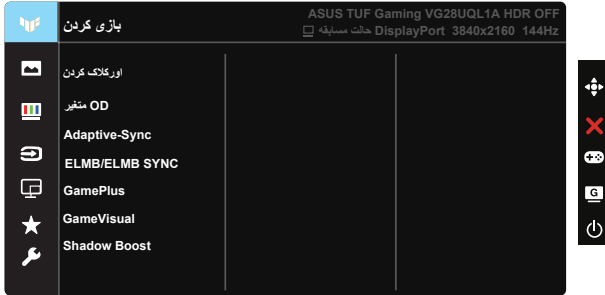 بازی کردن
ASUS TUF Gaming VG28UQL1A HDR OFF
حالت مسابقه DisplayPort 3840x2160 144Hz
اورکلاک کردن
OD متغیر
Adaptive-Sync
ELMB/ELMB SYNC
GamePlus
GameVisual
Shadow Boost
G